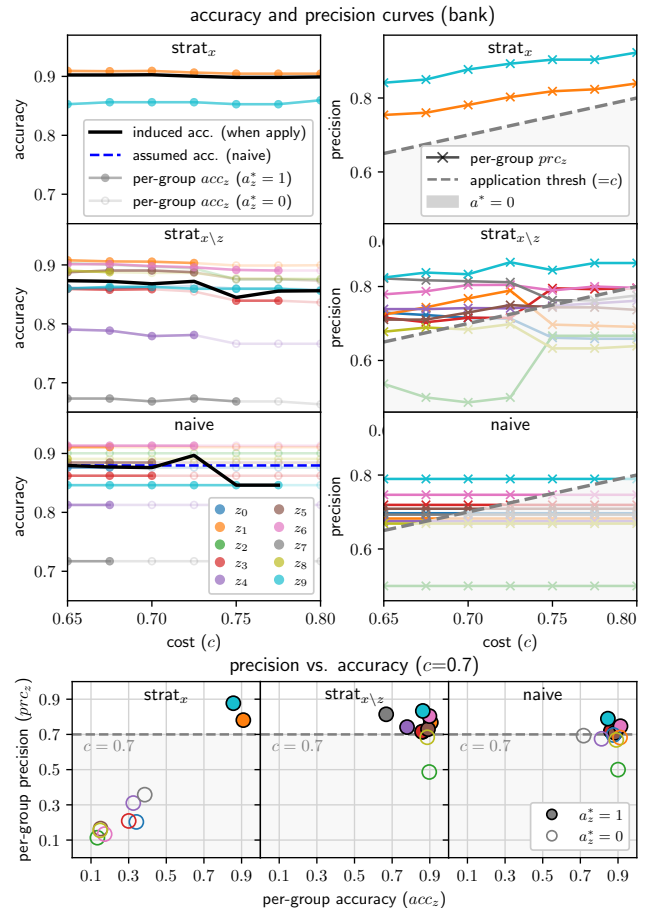 accuracy and precision curves (bank)
strat_x
strat_x
accuracy
0.9
0.8
0.7
induced acc. (when apply)
assumed acc. (naive)
per-group acc_z (a*_z = 1)
per-group acc_z (a*_z = 0)
precision
0.8
0.6
per-group prc_z
application thresh (=c)
a* = 0
strat_{x\z}
strat_{x\z}
accuracy
0.9
0.8
0.7
precision
0.8
0.6
naive
naive
accuracy
0.9
0.8
0.7
z_0
z_1
z_2
z_3
z_4
z_5
z_6
z_7
z_8
z_9
precision
0.8
0.6
0.65 0.70 0.75 0.80
0.65 0.70 0.75 0.80
cost (c)
cost (c)
precision vs. accuracy (c=0.7)
strat_x
strat_{x\z}
naive
per-group precision (prc_z)
0.9
0.7
0.5
0.3
0.1
c = 0.7
c = 0.7
c = 0.7
a*_z = 1
a*_z = 0
0.1 0.3 0.5 0.7 0.9
0.1 0.3 0.5 0.7 0.9
0.1 0.3 0.5 0.7 0.9
per-group accuracy (acc_z)